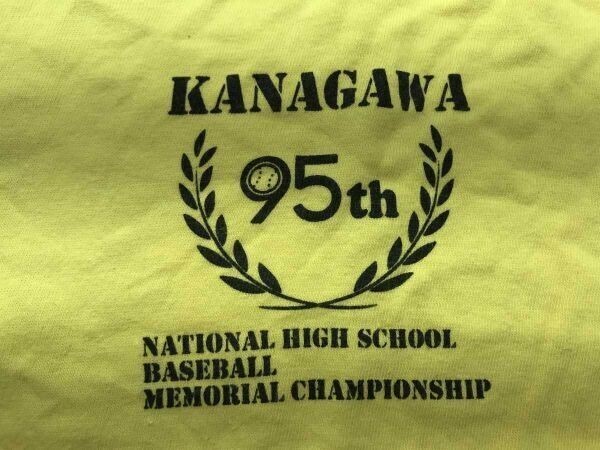 KANAGAWA
95th
NATIONAL HIGH SCHOOL
BASEBALL
MEMORIAL CHAMPIONSHIP